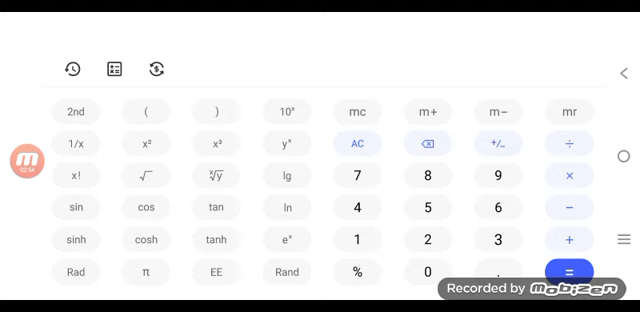 2nd ( ) 10ˣ mc m+ m− mr
1/x x² x³ yˣ AC +/− ÷
x! √ ˣ√y lg 7 8 9 ×
sin cos tan ln 4 5 6 −
sinh cosh tanh eˣ 1 2 3 +
Rad π EE Rand % 0 . =
02:54
Recorded by mobizen